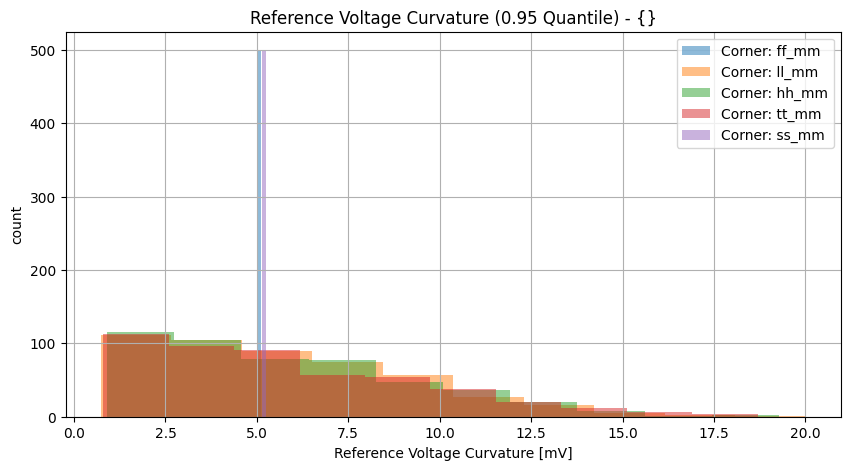 Reference Voltage Curvature (0.95 Quantile) - {}
Corner: ff_mm
Corner: ll_mm
Corner: hh_mm
Corner: tt_mm
Corner: ss_mm
500
400
300
200
100
0
count
0.0 2.5 5.0 7.5 10.0 12.5 15.0 17.5 20.0
Reference Voltage Curvature [mV]